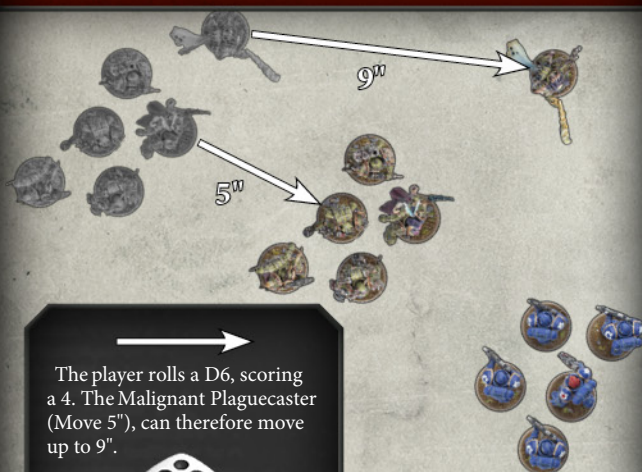 9"
5"
The player rolls a D6, scoring
a 4. The Malignant Plaguecaster
(Move 5"), can therefore move
up to 9".